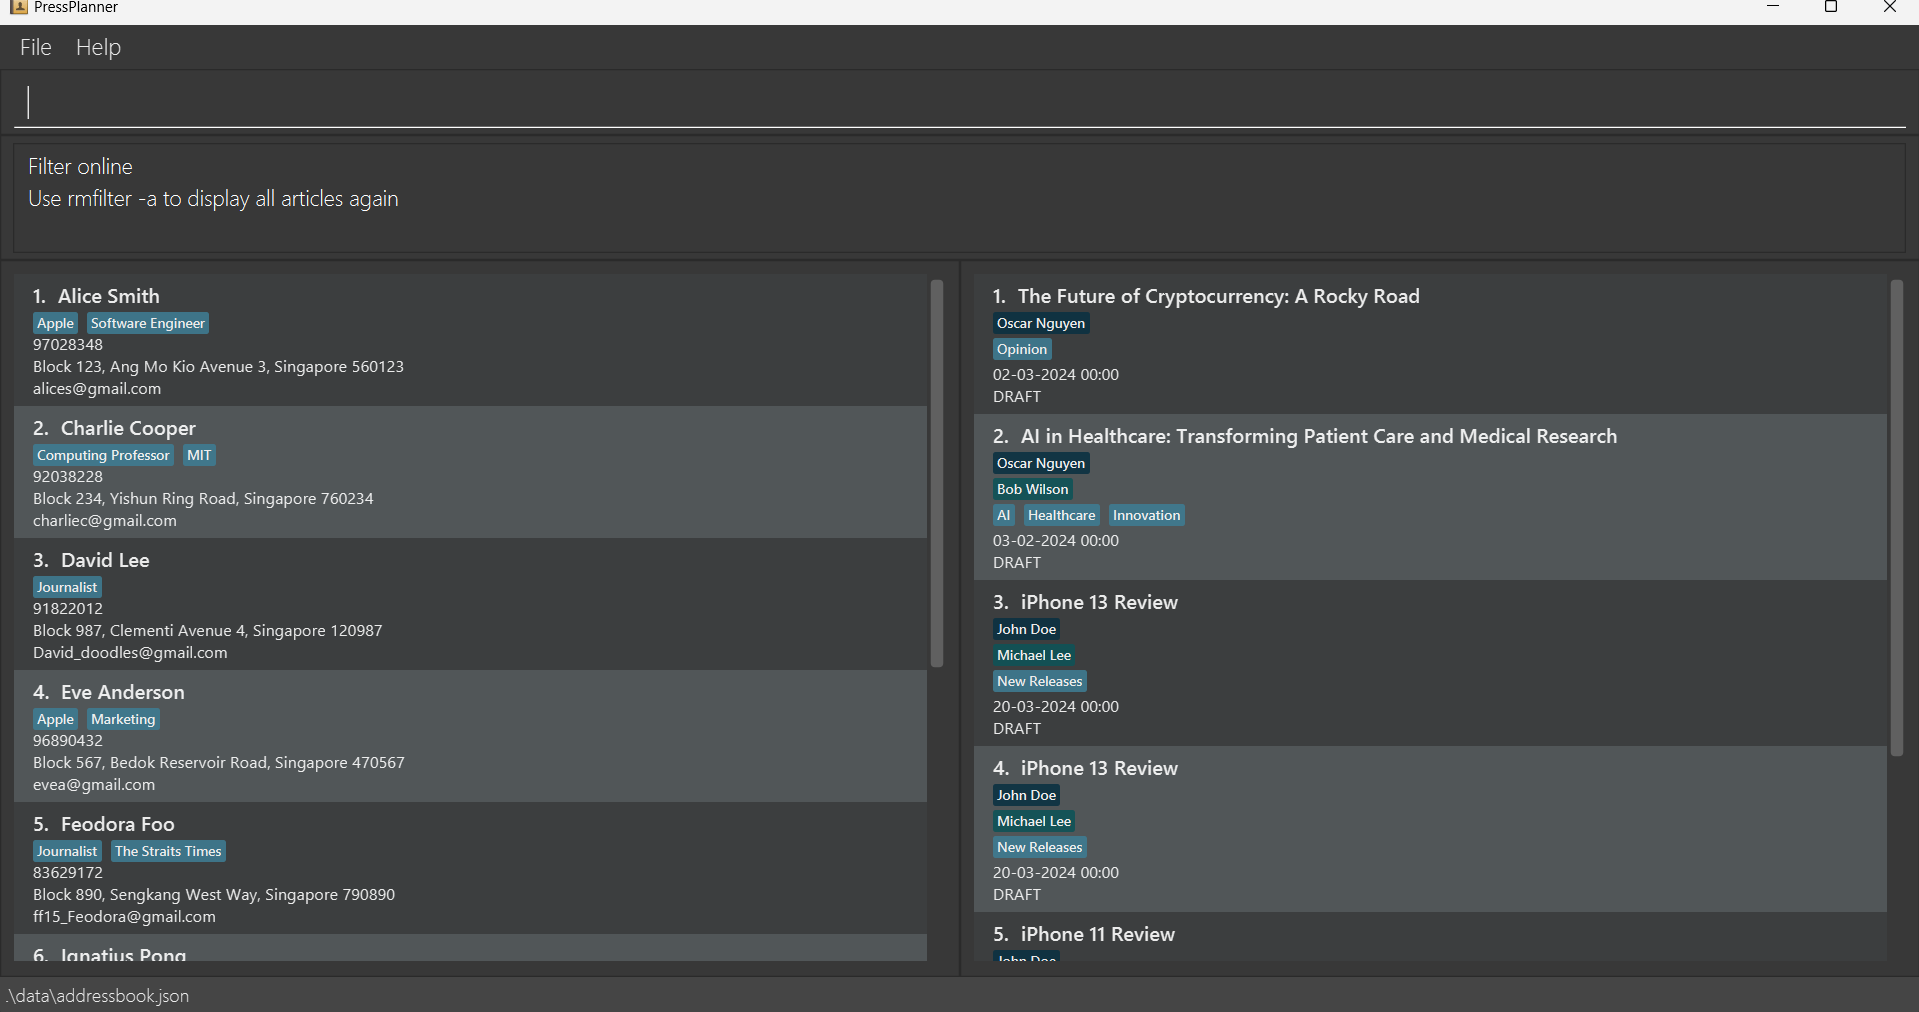 PressPlanner
File Help
Filter online
Use rmfilter -a to display all articles again
1. Alice Smith
Apple Software Engineer
97028348
Block 123, Ang Mo Kio Avenue 3, Singapore 560123
alices@gmail.com
2. Charlie Cooper
Computing Professor MIT
92038228
Block 234, Yishun Ring Road, Singapore 760234
charliec@gmail.com
3. David Lee
Journalist
91822012
Block 987, Clementi Avenue 4, Singapore 120987
David_doodles@gmail.com
4. Eve Anderson
Apple Marketing
96890432
Block 567, Bedok Reservoir Road, Singapore 470567
evea@gmail.com
5. Feodora Foo
Journalist The Straits Times
83629172
Block 890, Sengkang West Way, Singapore 790890
ff15_Feodora@gmail.com
6. Ignatius Pong
1. The Future of Cryptocurrency: A Rocky Road
Oscar Nguyen
Opinion
02-03-2024 00:00
DRAFT
2. AI in Healthcare: Transforming Patient Care and Medical Research
Oscar Nguyen
Bob Wilson
AI Healthcare Innovation
03-02-2024 00:00
DRAFT
3. iPhone 13 Review
John Doe
Michael Lee
New Releases
20-03-2024 00:00
DRAFT
4. iPhone 13 Review
John Doe
Michael Lee
New Releases
20-03-2024 00:00
DRAFT
5. iPhone 11 Review
John Doe
.\data\addressbook.json